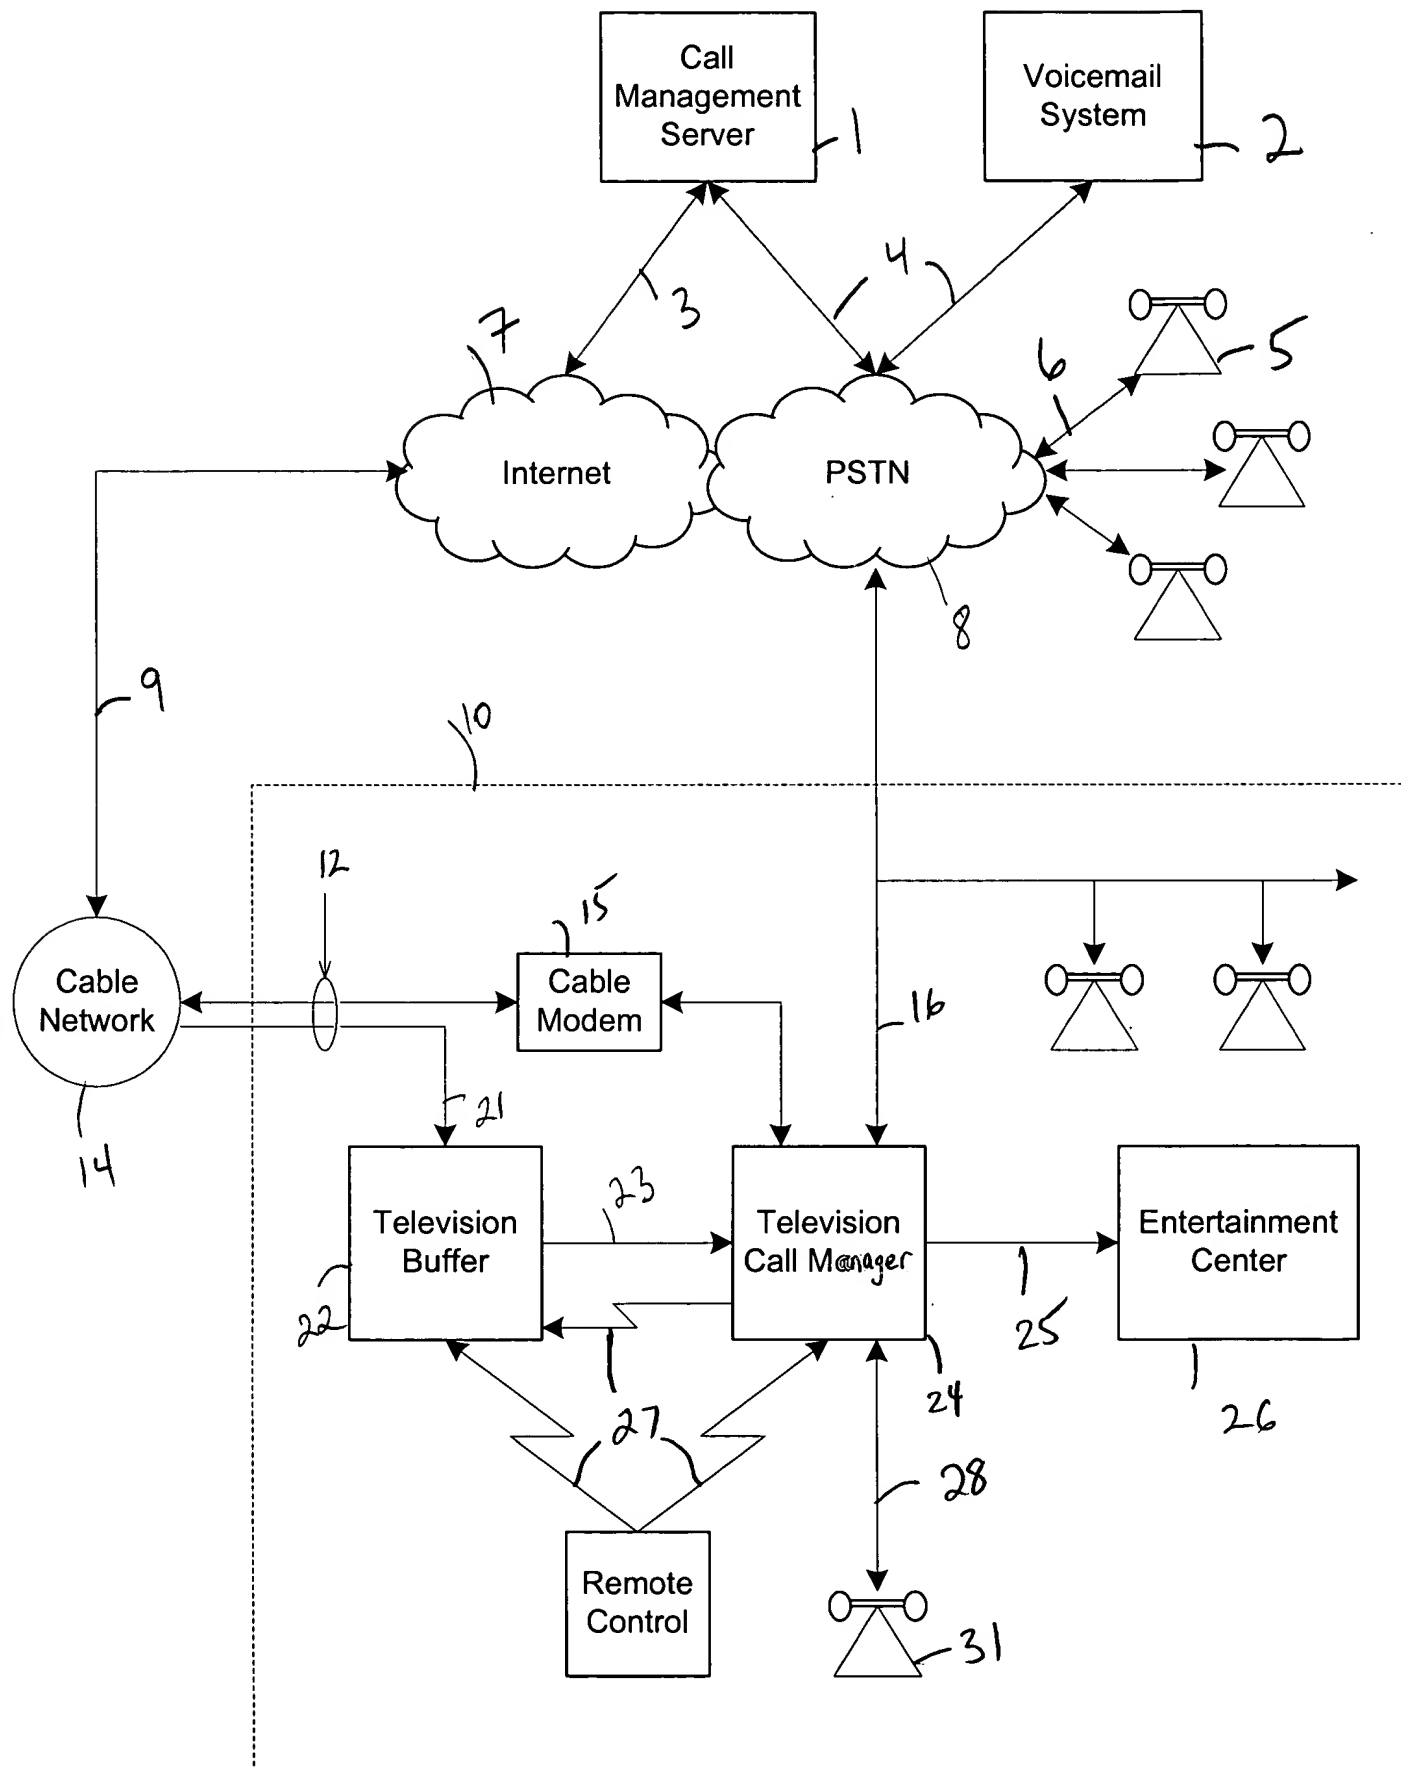 Call
Management
Server
1
Voicemail
System
2
3
4
5
6
7
Internet
PSTN
8
9
10
12
15
Cable
Network
Cable
Modem
14
16
21
Television
Buffer
22
23
Television
Call Manager
24
25
Entertainment
Center
26
27
28
Remote
Control
31